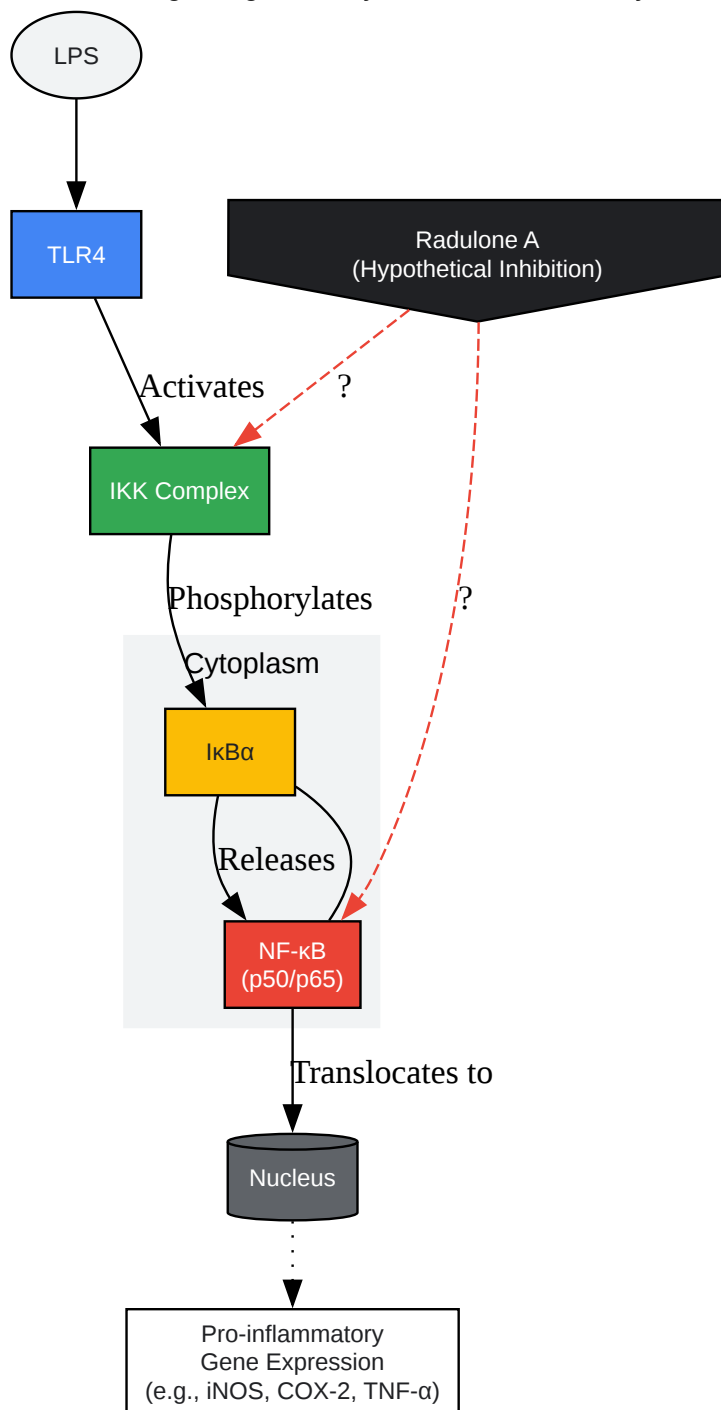 LPS
TLR4
Radulone A
(Hypothetical Inhibition)
Activates
?
IKK Complex
Phosphorylates
?
Cytoplasm
IκBα
Releases
NF-κB
(p50/p65)
Translocates to
Nucleus
Pro-inflammatory
Gene Expression
(e.g., iNOS, COX-2, TNF-α)